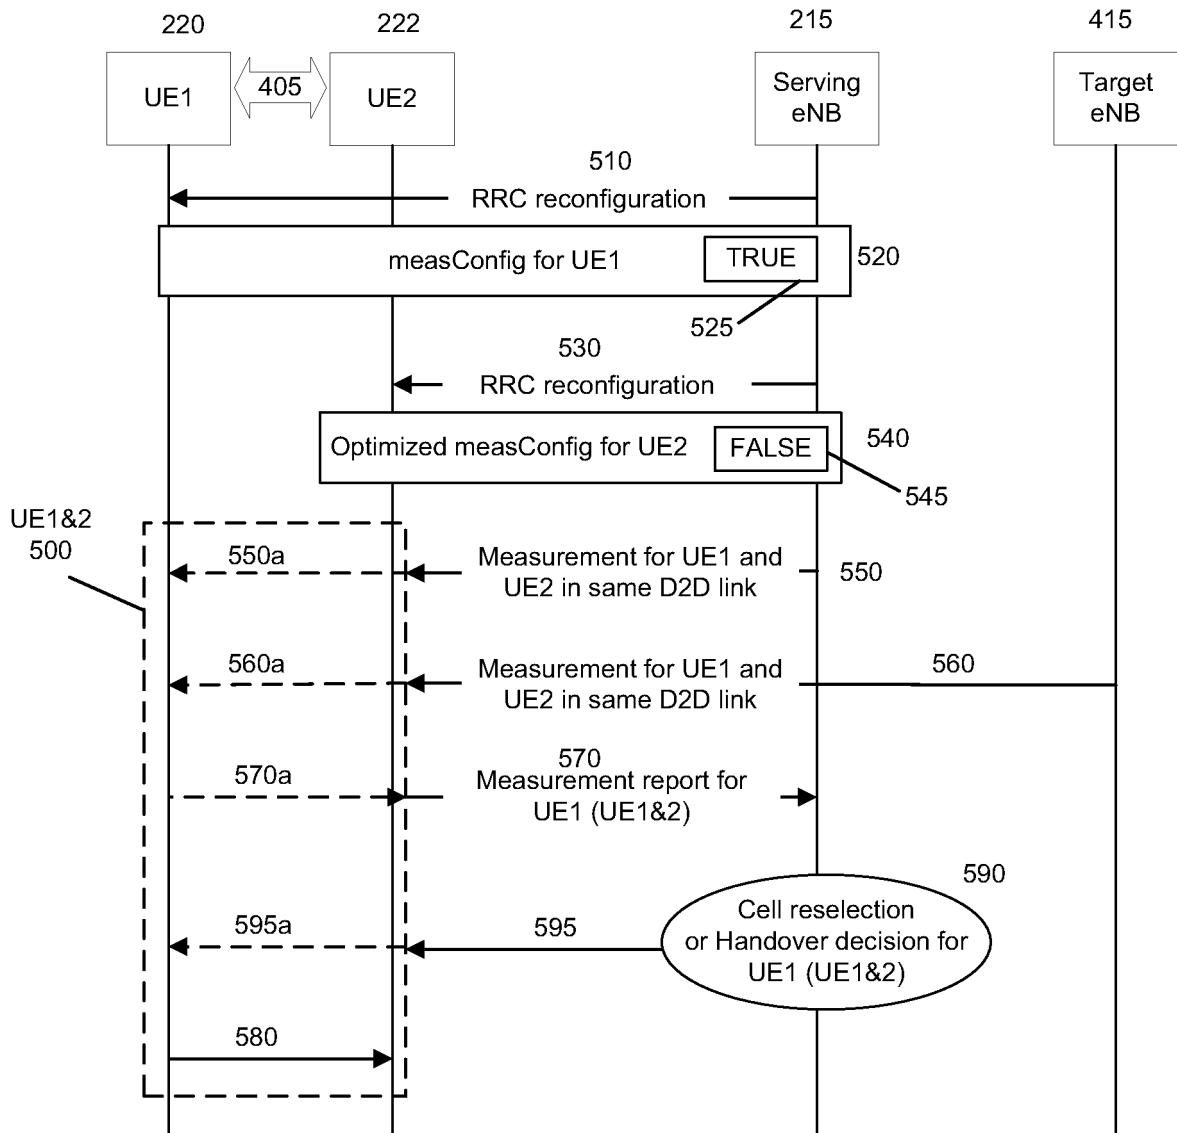 220
222
215
415
UE1
405
UE2
Serving
eNB
Target
eNB
510
RRC reconfiguration
measConfig for UE1
TRUE
520
525
530
RRC reconfiguration
Optimized measConfig for UE2
FALSE
540
545
UE1&2
500
550a
Measurement for UE1 and
UE2 in same D2D link
550
560a
Measurement for UE1 and
UE2 in same D2D link
560
570
570a
Measurement report for
UE1 (UE1&2)
590
Cell reselection
or Handover decision for
UE1 (UE1&2)
595a
595
580